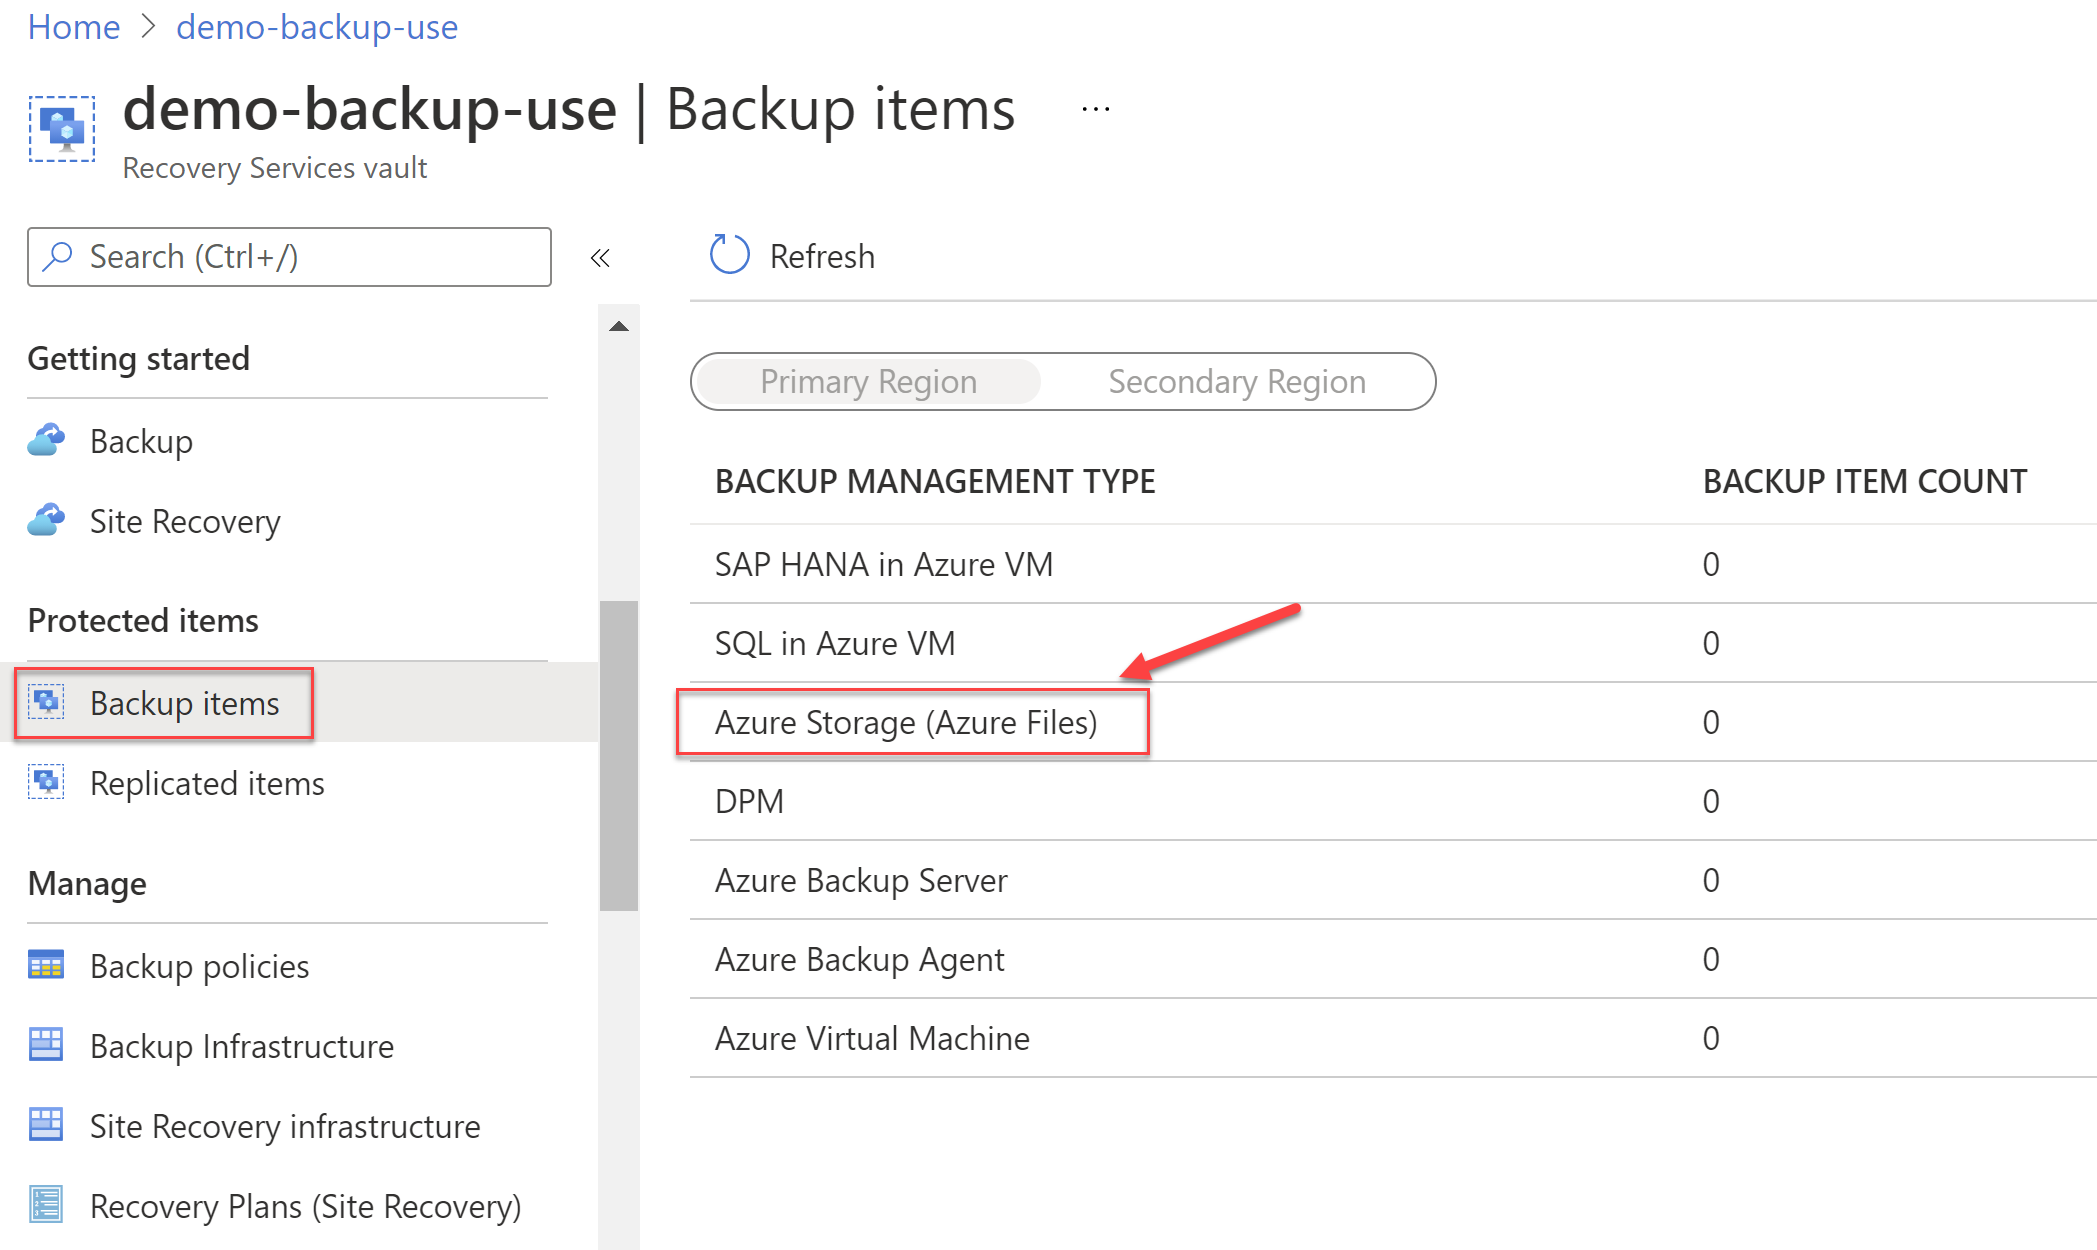 Home > demo-backup-use
demo-backup-use | Backup items ...
Recovery Services vault
Search (Ctrl+/) «
Getting started
Backup
Site Recovery
Protected items
Backup items
Replicated items
Manage
Backup policies
Backup Infrastructure
Site Recovery infrastructure
Recovery Plans (Site Recovery)
Refresh
Primary Region Secondary Region
BACKUP MANAGEMENT TYPE BACKUP ITEM COUNT
SAP HANA in Azure VM 0
SQL in Azure VM 0
Azure Storage (Azure Files) 0
DPM 0
Azure Backup Server 0
Azure Backup Agent 0
Azure Virtual Machine 0